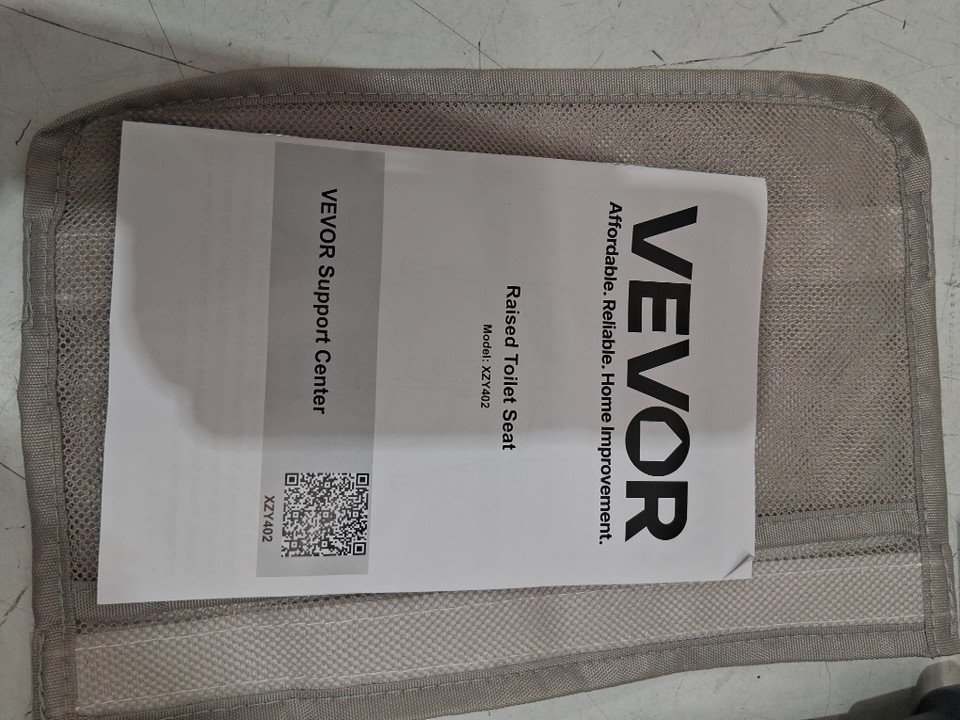 VEVOR
Affordable. Reliable. Home Improvement.
Raised Toilet Seat
Model: XZY402
VEVOR Support Center
XZY402